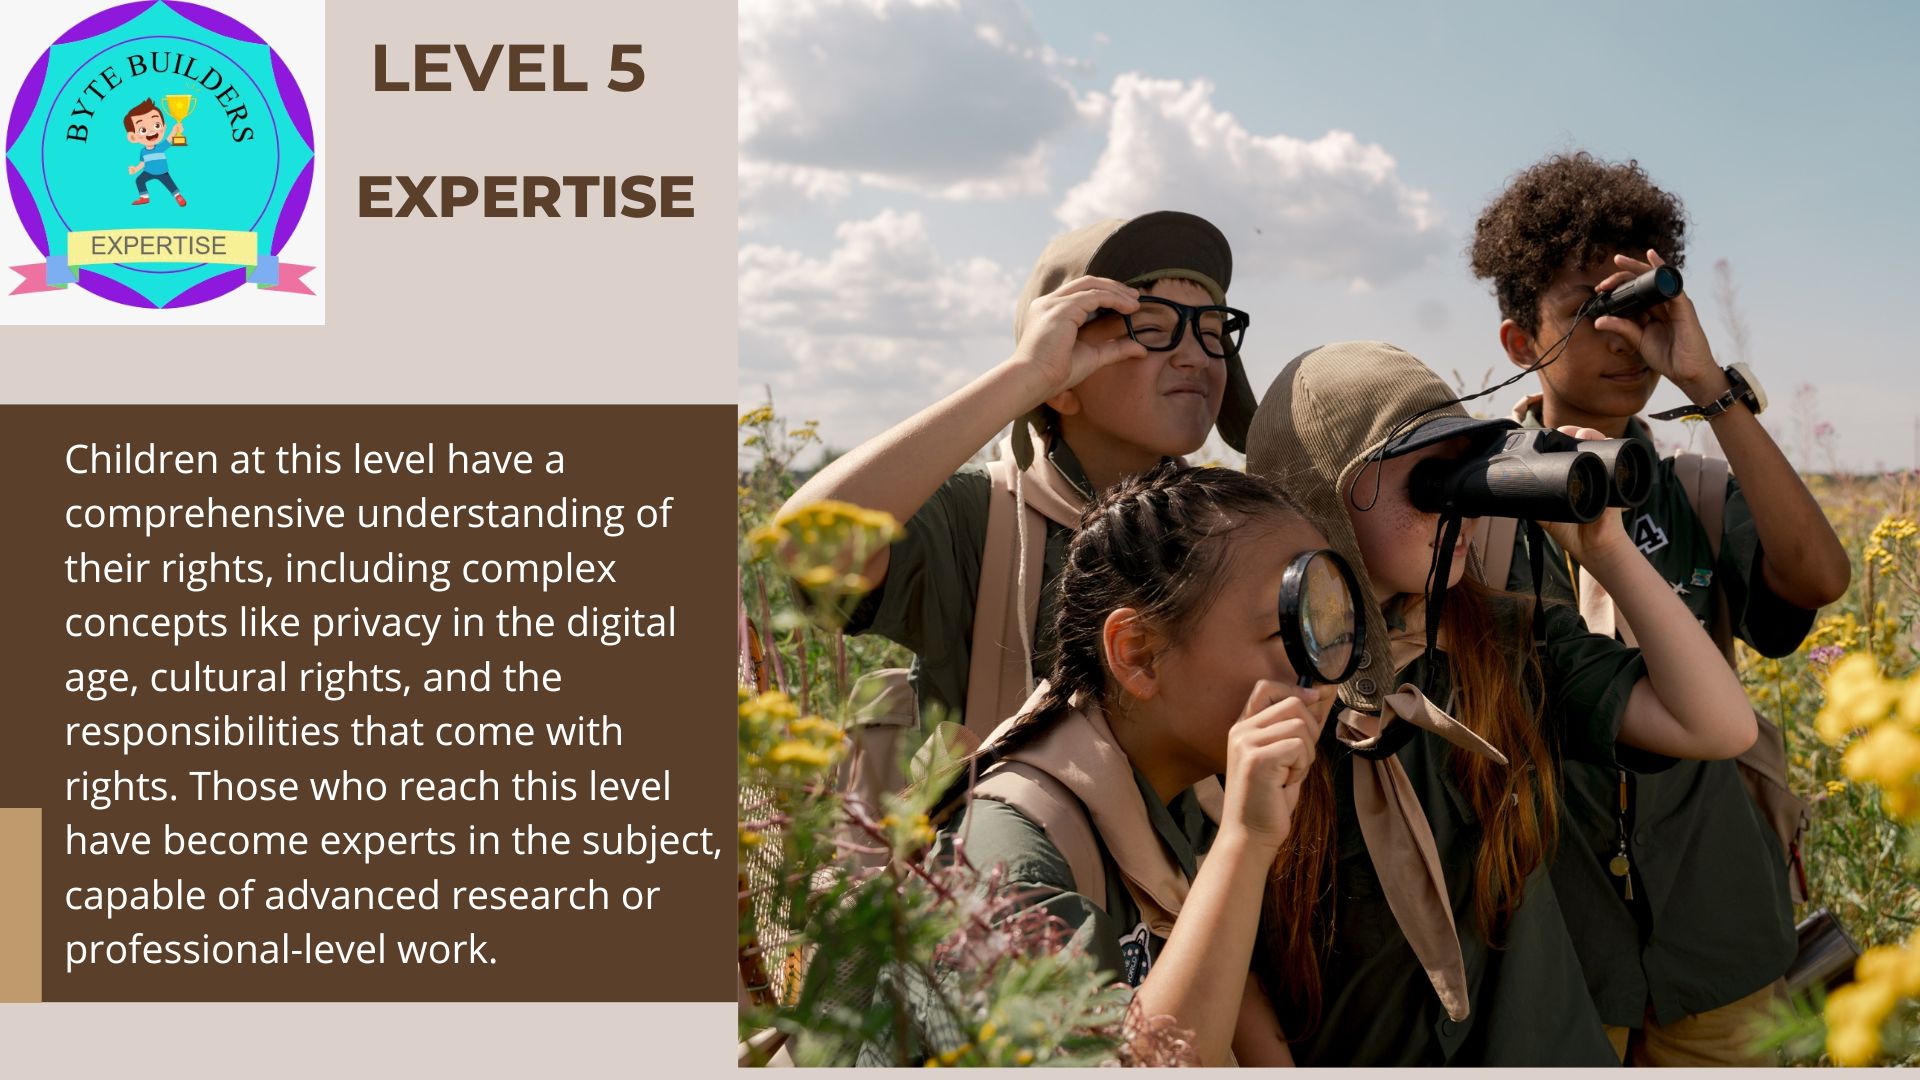 BYTE BUILDERS
EXPERTISE
LEVEL 5
EXPERTISE
Children at this level have a
comprehensive understanding of
their rights, including complex
concepts like privacy in the digital
age, cultural rights, and the
responsibilities that come with
rights. Those who reach this level
have become experts in the subject,
capable of advanced research or
professional-level work.
4